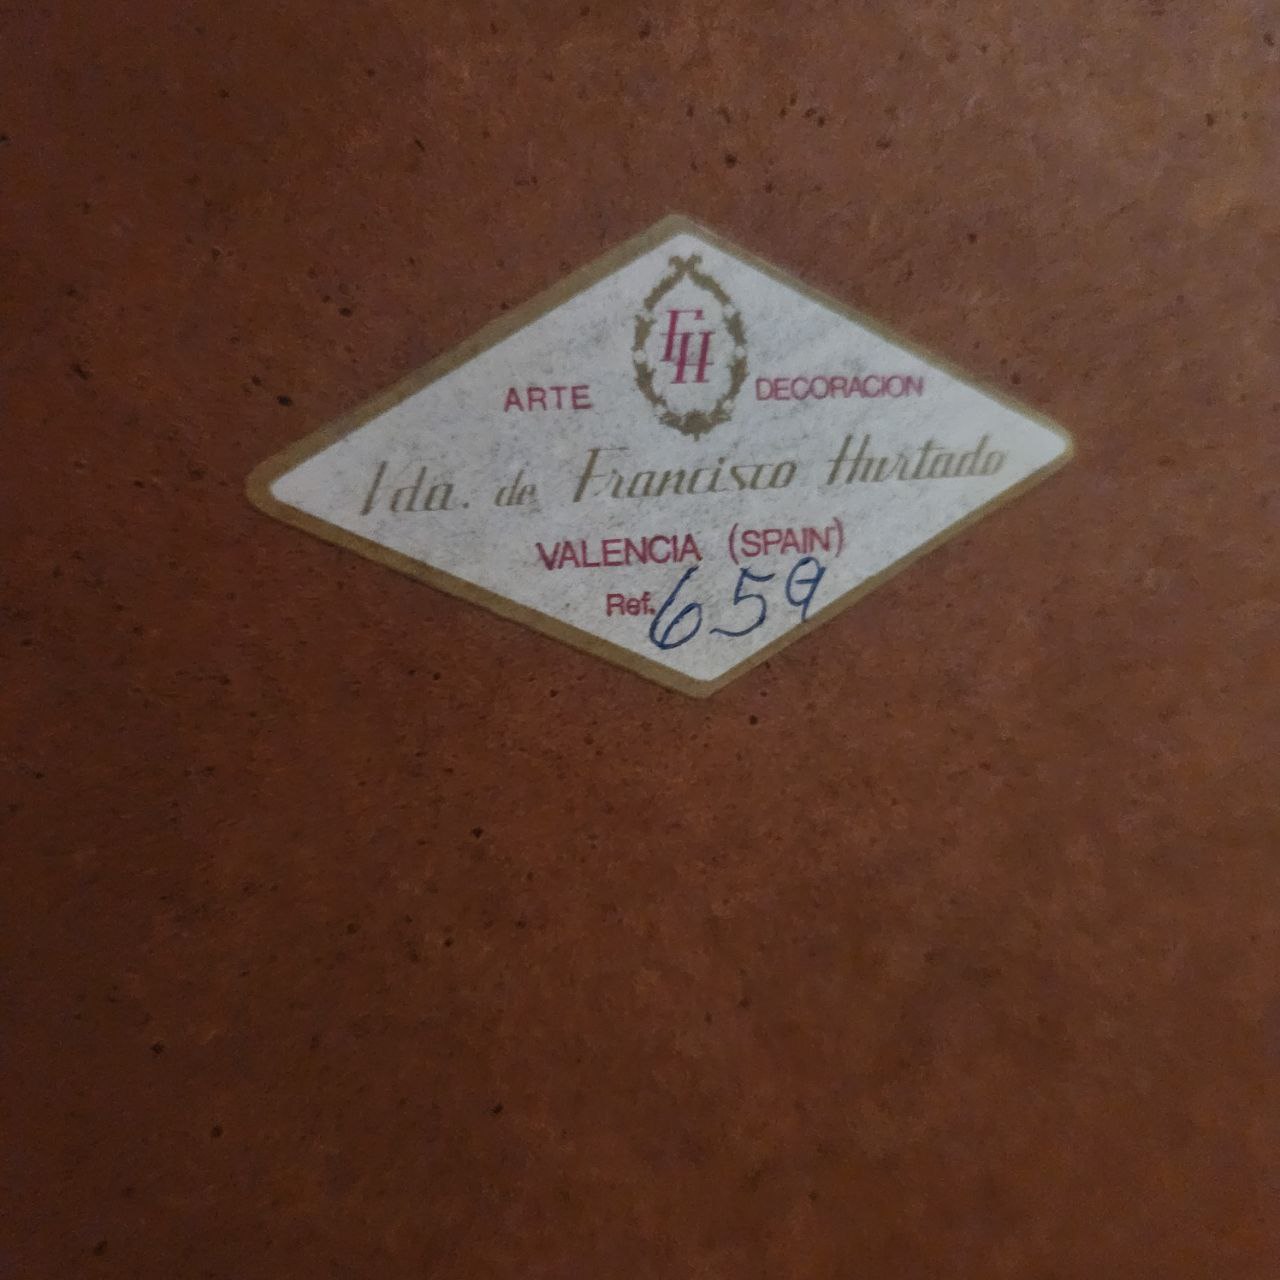 FH
ARTE DECORACION
Vda. de Francisco Hurtado
VALENCIA (SPAIN)
Ref. 659